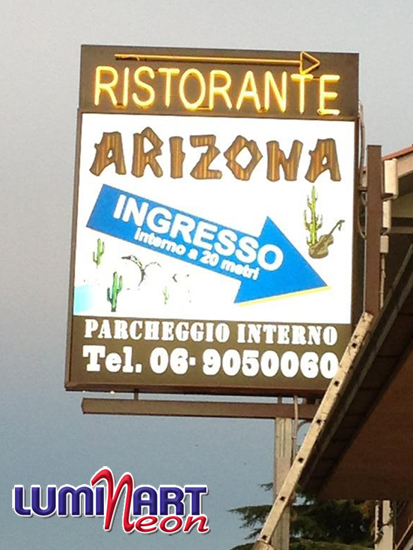 RISTORANTE
ARIZONA
INGRESSO
interno a 20 metri
PARCHEGGIO INTERNO
Tel. 06-9050060
LUMINART
Neon